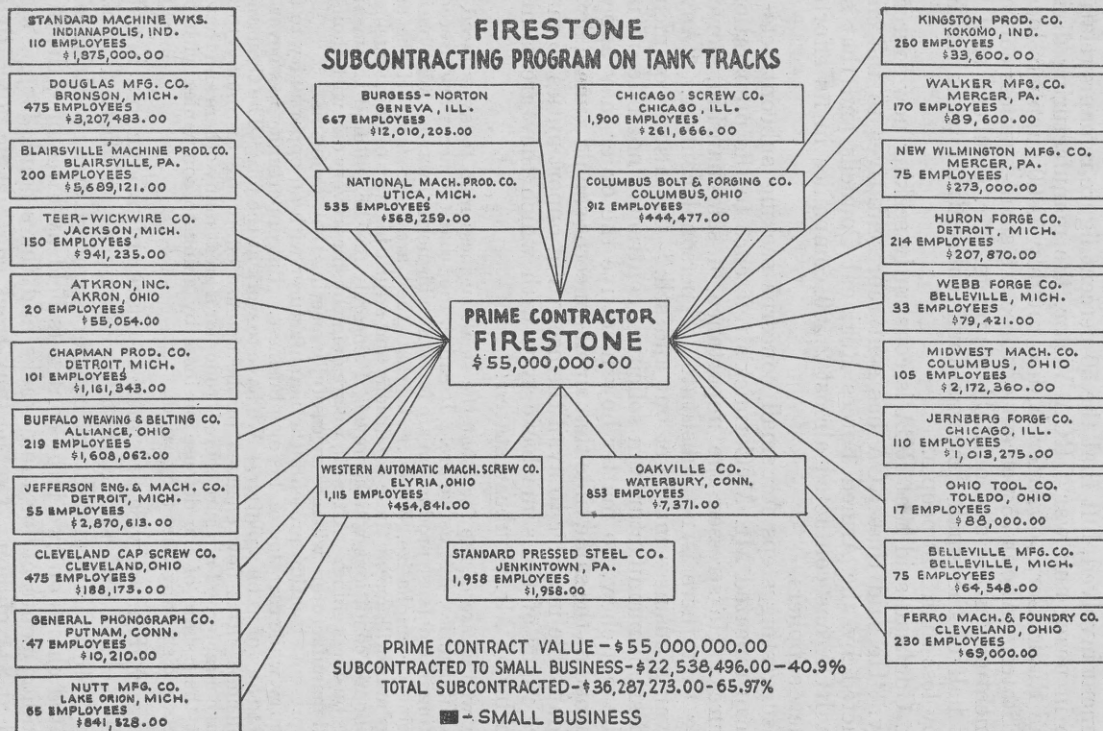 FIRESTONE
SUBCONTRACTING PROGRAM ON TANK TRACKS
STANDARD MACHINE WKS.
INDIANAPOLIS, IND.
110 EMPLOYEES
$1,875,000.00
DOUGLAS MFG. CO.
BRONSON, MICH.
475 EMPLOYEES
$3,207,483.00
BLAIRSVILLE MACHINE PROD. CO.
BLAIRSVILLE, PA.
200 EMPLOYEES
$5,689,121.00
TEER-WICKWIRE CO.
JACKSON, MICH.
150 EMPLOYEES
$941,235.00
ATKRON, INC.
AKRON, OHIO
20 EMPLOYEES
$55,054.00
CHAPMAN PROD. CO.
DETROIT, MICH.
101 EMPLOYEES
$1,161,343.00
BUFFALO WEAVING & BELTING CO.
ALLIANCE, OHIO
219 EMPLOYEES
$1,608,062.00
JEFFERSON ENG. & MACH. CO.
DETROIT, MICH.
55 EMPLOYEES
$2,870,613.00
CLEVELAND CAP SCREW CO.
CLEVELAND, OHIO
475 EMPLOYEES
$188,173.00
GENERAL PHONOGRAPH CO.
PUTNAM, CONN.
47 EMPLOYEES
$10,210.00
NUTT MFG. CO.
LAKE ORION, MICH.
65 EMPLOYEES
$841,528.00
BURGESS-NORTON
GENEVA, ILL.
667 EMPLOYEES
$12,010,205.00
CHICAGO SCREW CO.
CHICAGO, ILL.
1,900 EMPLOYEES
$261,666.00
NATIONAL MACH. PROD. CO.
UTICA, MICH.
535 EMPLOYEES
$568,259.00
COLUMBUS BOLT & FORGING CO.
COLUMBUS, OHIO
912 EMPLOYEES
$444,477.00
PRIME CONTRACTOR
FIRESTONE
$55,000,000.00
WESTERN AUTOMATIC MACH. SCREW CO.
ELYRIA, OHIO
1,115 EMPLOYEES
$454,841.00
OAKVILLE CO.
WATERBURY, CONN.
853 EMPLOYEES
$7,371.00
STANDARD PRESSED STEEL CO.
JENKINTOWN, PA.
1,958 EMPLOYEES
$1,958.00
KINGSTON PROD. CO.
KOKOMO, IND.
250 EMPLOYEES
$33,600.00
WALKER MFG. CO.
MERCER, PA.
170 EMPLOYEES
$89,600.00
NEW WILMINGTON MFG. CO.
MERCER, PA.
75 EMPLOYEES
$273,000.00
HURON FORGE CO.
DETROIT, MICH.
214 EMPLOYEES
$207,870.00
WEBB FORGE CO.
BELLEVILLE, MICH.
33 EMPLOYEES
$79,421.00
MIDWEST MACH. CO.
COLUMBUS, OHIO
105 EMPLOYEES
$2,172,360.00
JERNBERG FORGE CO.
CHICAGO, ILL.
110 EMPLOYEES
$1,013,275.00
OHIO TOOL CO.
TOLEDO, OHIO
17 EMPLOYEES
$88,000.00
BELLEVILLE MFG. CO.
BELLEVILLE, MICH.
75 EMPLOYEES
$64,548.00
FERRO MACH. & FOUNDRY CO.
CLEVELAND, OHIO
230 EMPLOYEES
$69,000.00
PRIME CONTRACT VALUE-$55,000,000.00
SUBCONTRACTED TO SMALL BUSINESS-$22,538,496.00-40.9%
TOTAL SUBCONTRACTED-$36,287,273.00-65.97%
- SMALL BUSINESS